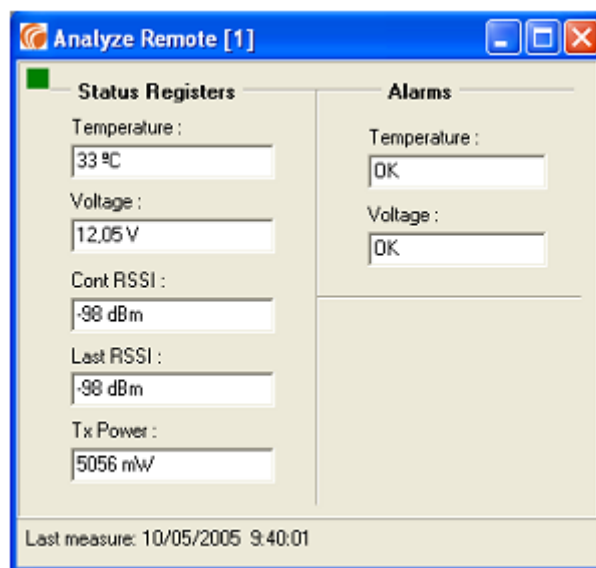 Analyze Remote [1]
Status Registers
Temperature :
33 ºC
Voltage :
12,05 V
Cont RSSI :
-98 dBm
Last RSSI :
-98 dBm
Tx Power :
5056 mW
Alarms
Temperature :
OK
Voltage :
OK
Last measure: 10/05/2005 9:40:01